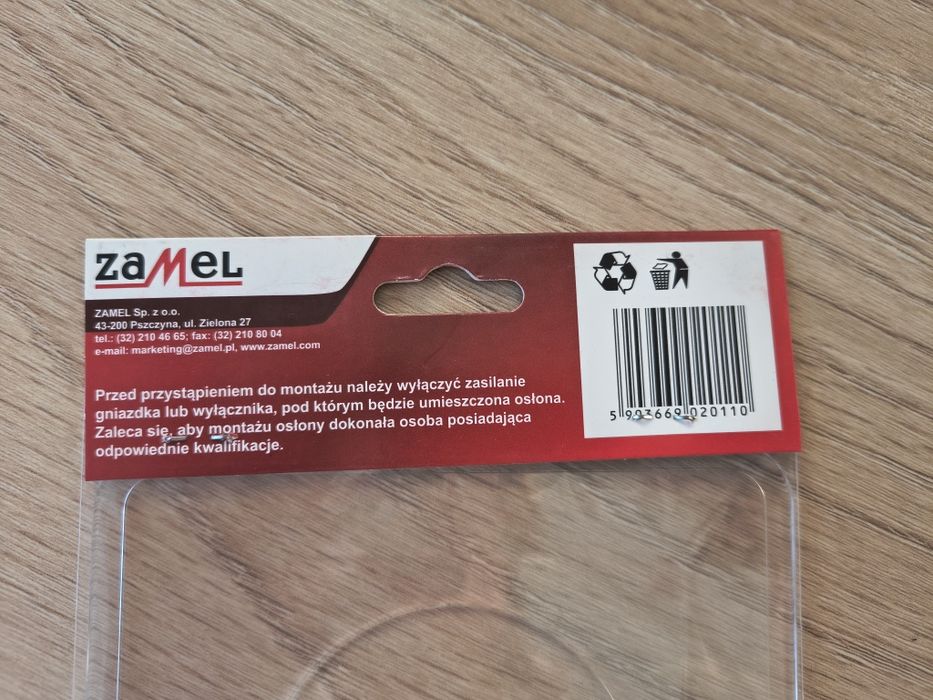 ZAMEL
ZAMEL Sp. z o.o.
43-200 Pszczyna, ul. Zielona 27
tel.: (32) 210 46 65; fax: (32) 210 80 04
e-mail: marketing@zamel.pl, www.zamel.com
Przed przystąpieniem do montażu należy wyłączyć zasilanie
gniazdka lub wyłącznika, pod którym będzie umieszczona osłona.
Zaleca się, aby montażu osłony dokonała osoba posiadająca
odpowiednie kwalifikacje.
5 903669 020110